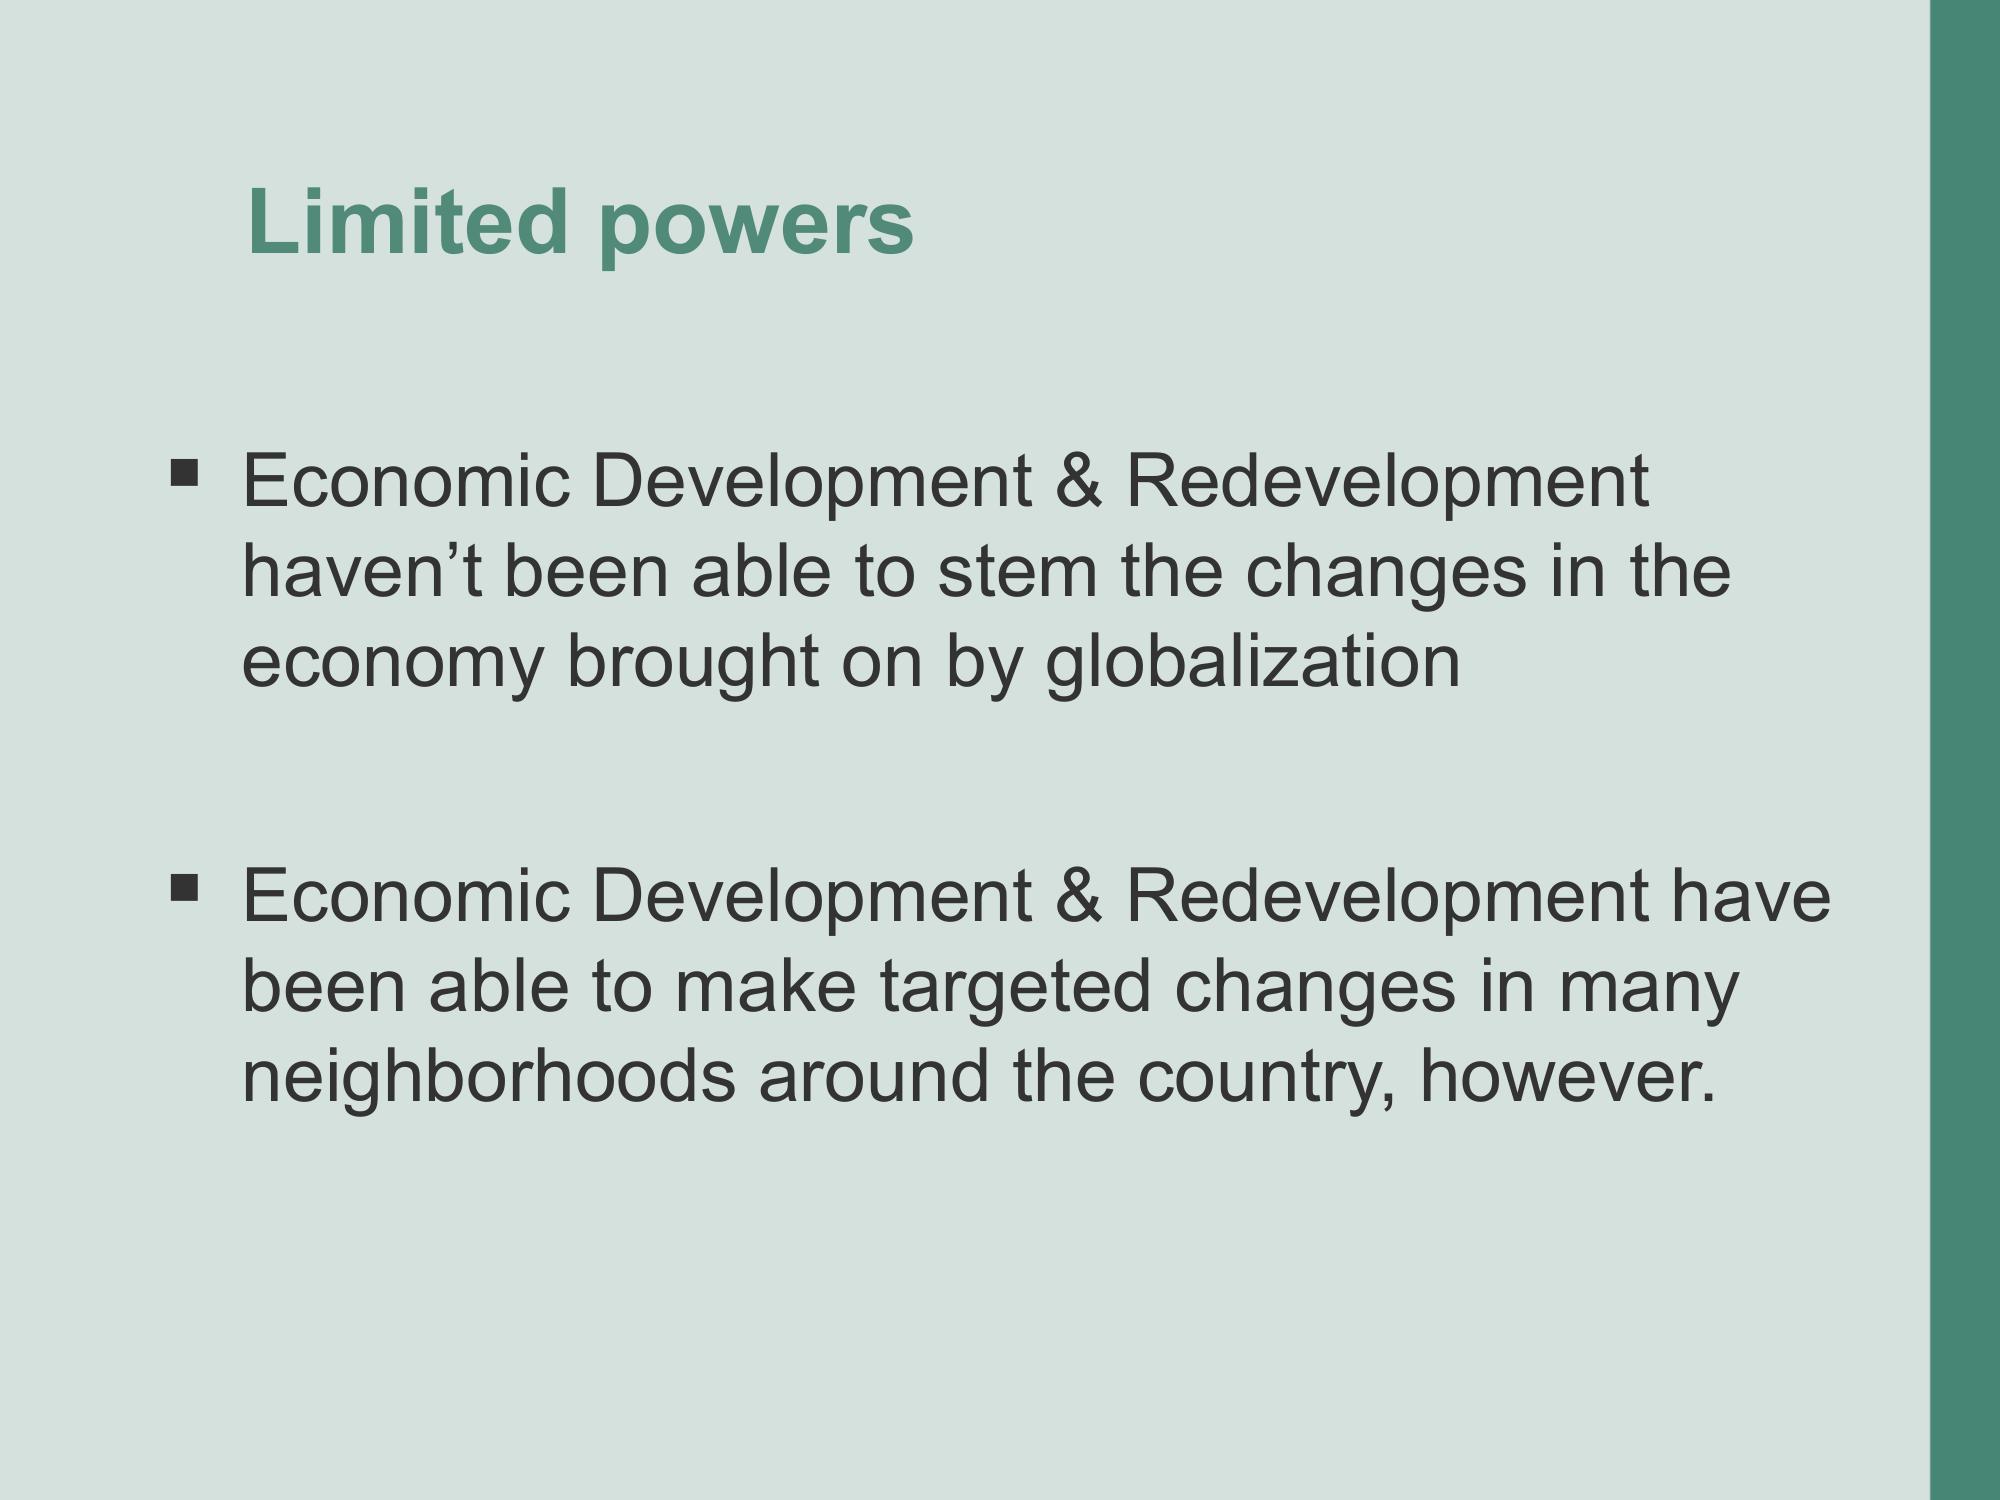 Limited powers
▪ Economic Development & Redevelopment
haven’t been able to stem the changes in the
economy brought on by globalization
▪ Economic Development & Redevelopment have
been able to make targeted changes in many
neighborhoods around the country, however.